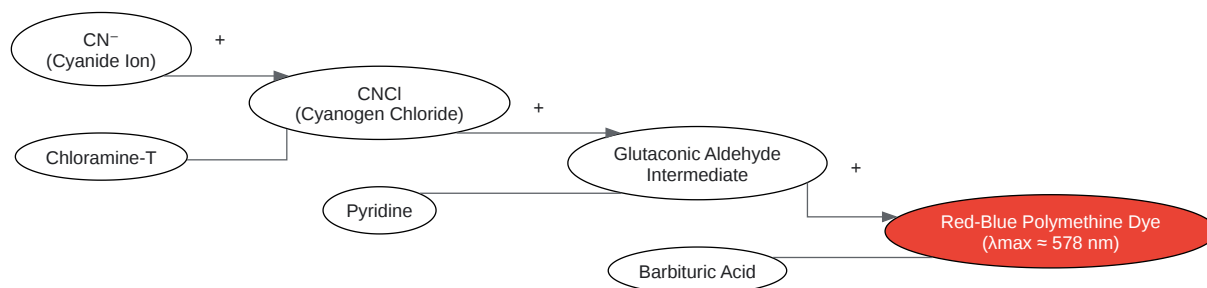 CN⁻
(Cyanide Ion)
+
CNCl
(Cyanogen Chloride)
+
Chloramine-T
Glutaconic Aldehyde
Intermediate
+
Pyridine
Red-Blue Polymethine Dye
(λmax ≈ 578 nm)
Barbituric Acid